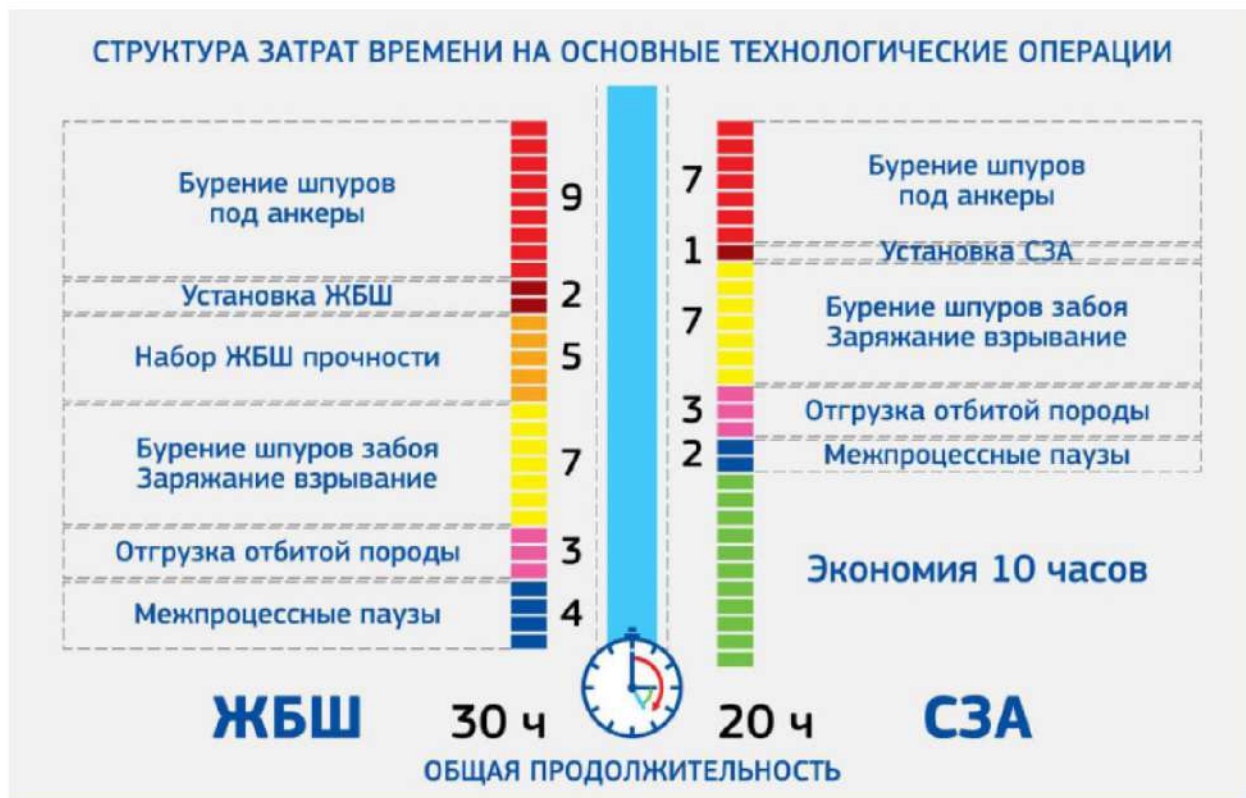 СТРУКТУРА ЗАТРАТ ВРЕМЕНИ НА ОСНОВНЫЕ ТЕХНОЛОГИЧЕСКИЕ ОПЕРАЦИИ
Бурение шпуров
под анкеры
9
Установка ЖБШ
2
Набор ЖБШ прочности
5
Бурение шпуров забоя
Заряжание взрывание
7
Отгрузка отбитой породы
3
Межпроцессные паузы
4
ЖБШ
30 ч
7
Бурение шпуров
под анкеры
1
Установка СЗА
7
Бурение шпуров забоя
Заряжание взрывание
3
Отгрузка отбитой породы
2
Межпроцессные паузы
Экономия 10 часов
20 ч
СЗА
ОБЩАЯ ПРОДОЛЖИТЕЛЬНОСТЬ